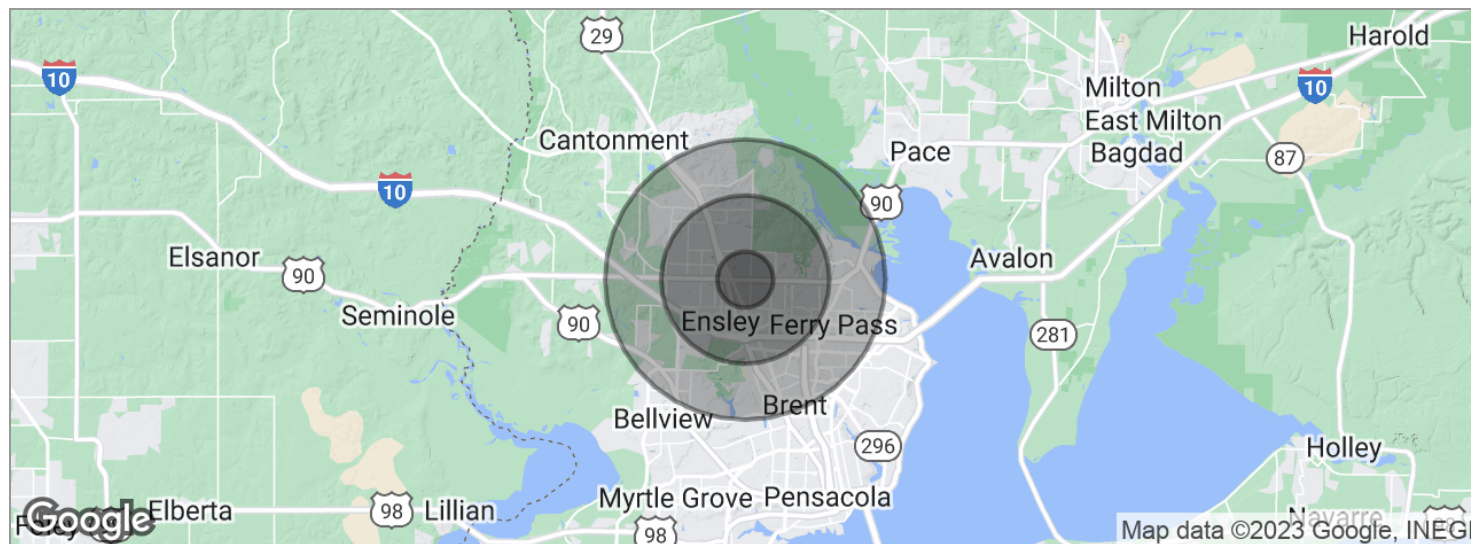 29
Harold
10
10
Milton
East Milton
Cantonment
Pace
Bagdad
87
10
90
Elsanor
Avalon
90
Seminole
90
Ensley
Ferry Pass
281
Bellview
Brent
296
Holley
Myrtle Grove
Pensacola
Elberta
98
Lillian
98
Navarre
Foley
Google
Map data ©2023 Google, INEGI